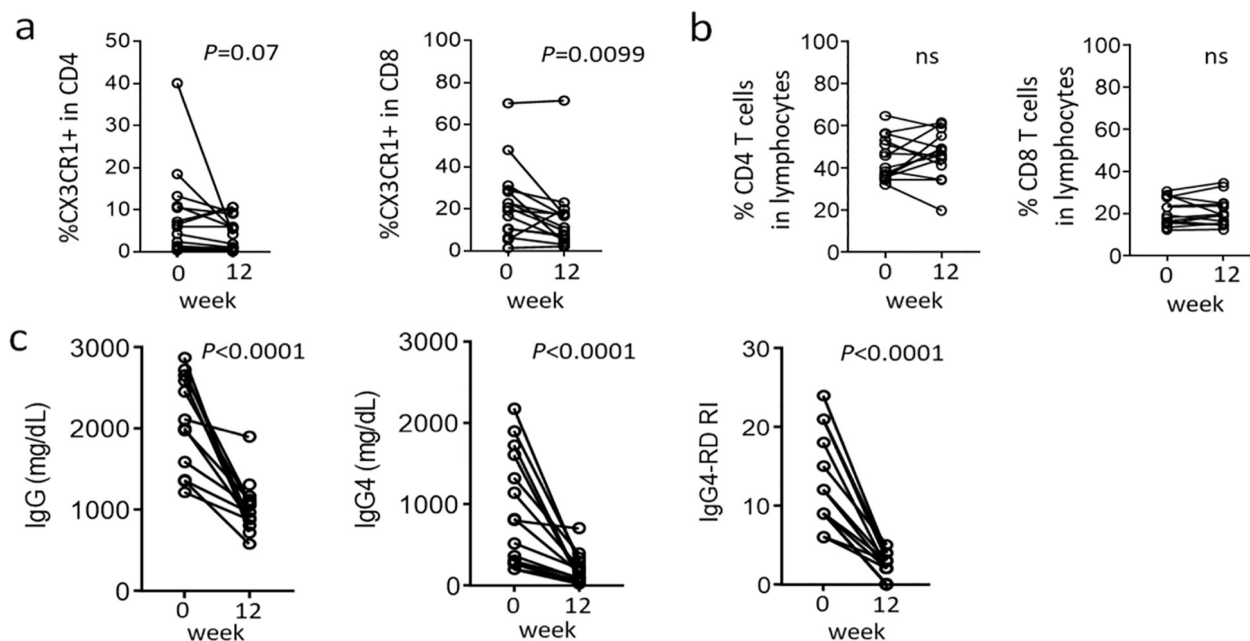 a
%CX3CR1+ in CD4
50
40
30
20
10
0
P=0.07
0 12
week
%CX3CR1+ in CD8
100
80
60
40
20
0
P=0.0099
0 12
week
b
% CD4 T cells
in lymphocytes
100
80
60
40
20
0
ns
0 12
week
% CD8 T cells
in lymphocytes
100
80
60
40
20
0
ns
0 12
week
c
IgG (mg/dL)
3000
2000
1000
0
P<0.0001
0 12
week
IgG4 (mg/dL)
3000
2000
1000
0
P<0.0001
0 12
week
IgG4-RD RI
30
20
10
0
P<0.0001
0 12
week